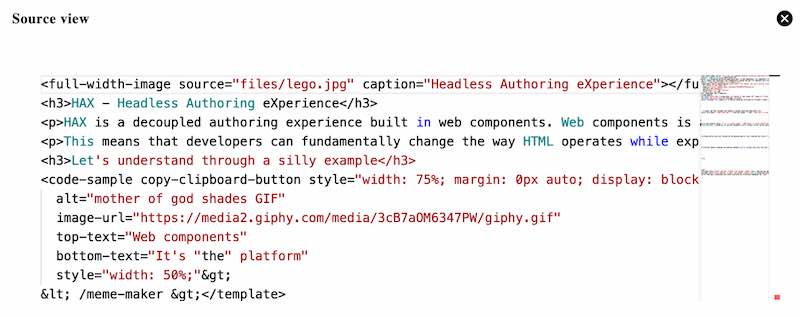 Source view
<full-width-image source="files/lego.jpg" caption="Headless Authoring eXperience"></fu
<h3>HAX - Headless Authoring eXperience</h3>
<p>HAX is a decoupled authoring experience built in web components. Web components is
<p>This means that developers can fundamentally change the way HTML operates while exp
<h3>Let's understand through a silly example</h3>
<code-sample copy-clipboard-button style="width: 75%; margin: 0px auto; display: block
alt="mother of god shades GIF"
image-url="https://media2.giphy.com/media/3cB7aOM6347PW/giphy.gif"
top-text="Web components"
bottom-text="It's "the" platform"
style="width: 50%;"&gt;
&lt; /meme-maker &gt;</template>